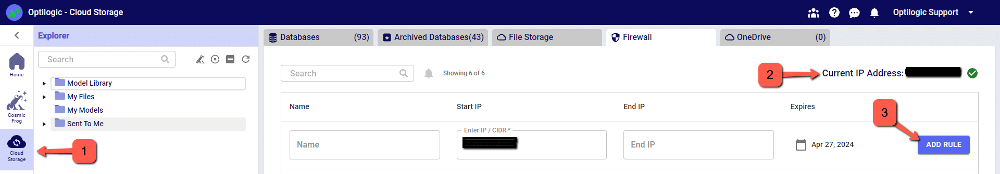 Optilogic - Cloud Storage
Optilogic Support
Explorer
Search
Home
Cosmic
Frog
Cloud
Storage
1
Model Library
My Files
My Models
Sent To Me
Databases (93)
Archived Databases(43)
File Storage
Firewall
OneDrive (0)
Search
Showing 6 of 6
2
Current IP Address:
Name Start IP End IP Expires
3
Name
Enter IP / CIDR *
End IP
Apr 27, 2024
ADD RULE